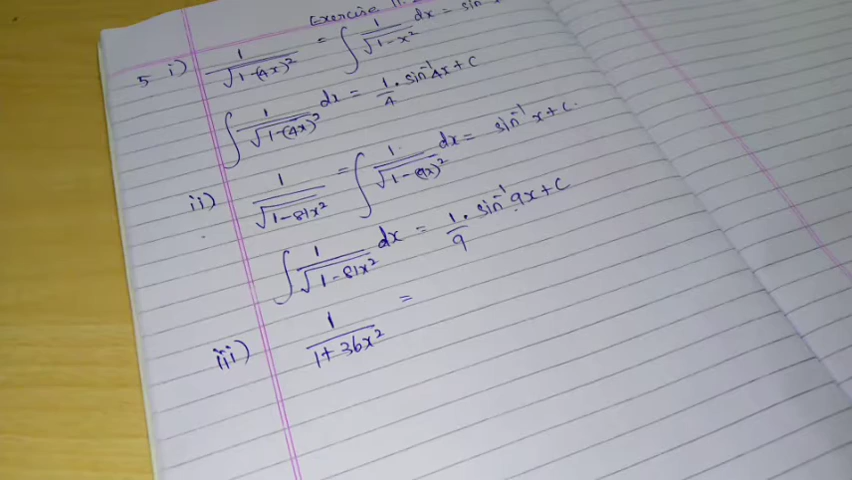 Exercise 11.
5 i) 1/√(1-(4x)²) = ∫ 1/√(1-x²) dx = sin
∫ 1/√(1-(4x)²) dx = 1/4 . sin⁻¹ 4x + C
ii) 1/√(1-81x²) = ∫ 1/√(1-(9x)²) dx = sin⁻¹ x + C.
∫ 1/√(1-81x²) dx = 1/9 . sin⁻¹ 9x + C
iii) 1/(1+36x²) =